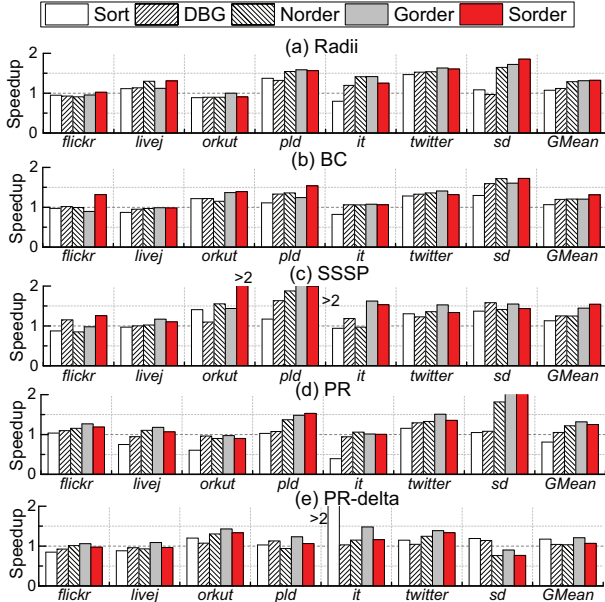 Sort DBG Norder Gorder Sorder
(a) Radii
Speedup
2
1
0
flickr livej orkut pld it twitter sd GMean
(b) BC
Speedup
2
1
0
flickr livej orkut pld it twitter sd GMean
(c) SSSP
Speedup
2
1
0
>2
>2
flickr livej orkut pld it twitter sd GMean
(d) PR
Speedup
2
1
0
flickr livej orkut pld it twitter sd GMean
(e) PR-delta
Speedup
2
1
0
>2
flickr livej orkut pld it twitter sd GMean